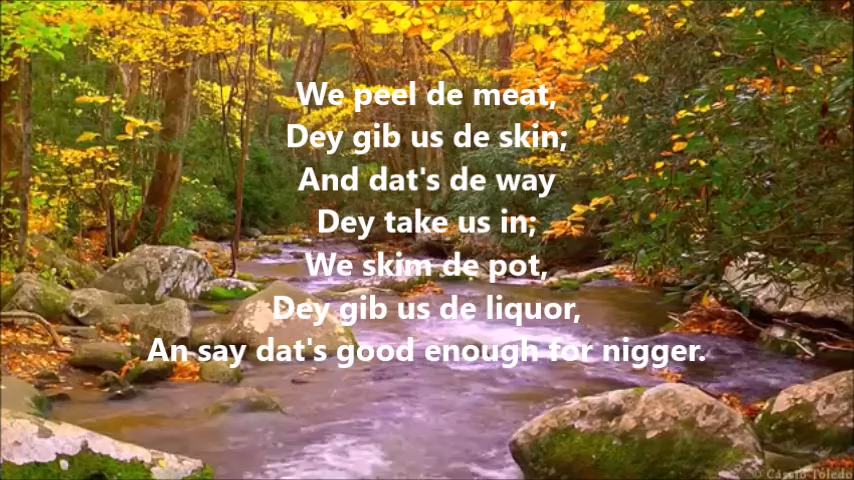 We peel de meat,
Dey gib us de skin;
And dat's de way
Dey take us in;
We skim de pot,
Dey gib us de liquor,
An say dat's good enough for nigger.
© Cássio Toledo